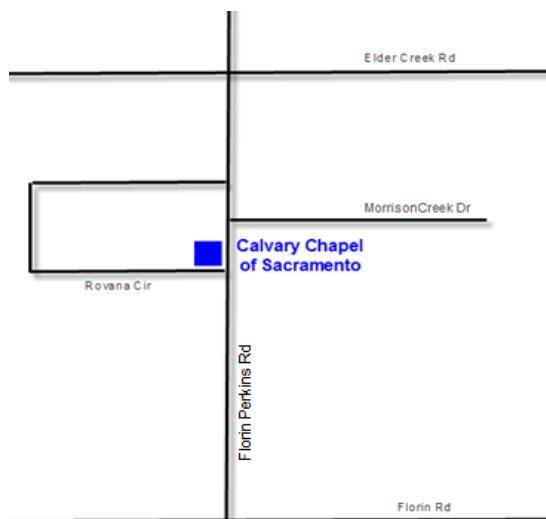 Elder Creek Rd
MorrisonCreek Dr
Calvary Chapel
of Sacramento
Rovana Cir
Florin Perkins Rd
Florin Rd